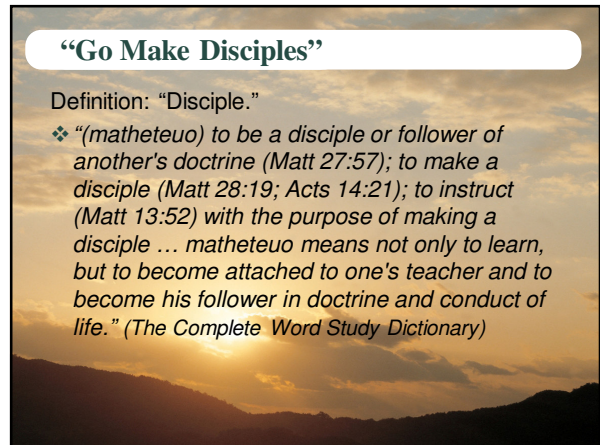 “Go Make Disciples”
Definition: “Disciple.”
❖ “(matheteuo) to be a disciple or follower of
another's doctrine (Matt 27:57); to make a
disciple (Matt 28:19; Acts 14:21); to instruct
(Matt 13:52) with the purpose of making a
disciple … matheteuo means not only to learn,
but to become attached to one's teacher and to
become his follower in doctrine and conduct of
life.” (The Complete Word Study Dictionary)